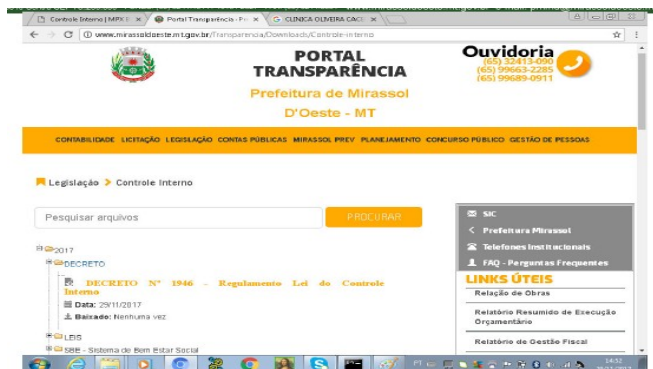 Controle Interno | MPX
Portal Transparência - Pr
CLINICA OLIVEIRA CACE
www.mirassoldoeste.mt.gov.br/Transparencia/Downloads/Controle-interno
PORTAL
TRANSPARÊNCIA
Prefeitura de Mirassol
D'Oeste - MT
Ouvidoria
(65) 32413-090
(65) 99663-2285
(65) 99689-0911
CONTABILIDADE LICITAÇÃO LEGISLAÇÃO CONTAS PÚBLICAS MIRASSOL PREV PLANEJAMENTO CONCURSO PÚBLICO GESTÃO DE PESSOAS
Legislação > Controle Interno
Pesquisar arquivos
PROCURAR
2017
DECRETO
DECRETO Nº 1946 - Regulamento Lei do Controle
Interno
Data: 29/11/2017
Baixado: Nenhuma vez
LEIS
SBE - Sistema de Bem Estar Social
SIC
Prefeitura Mirassol
Telefones Institucionais
FAQ - Perguntas Frequentes
LINKS ÚTEIS
Relação de Obras
Relatório Resumido de Execução
Orçamentário
Relatório de Gestão Fiscal
14:52